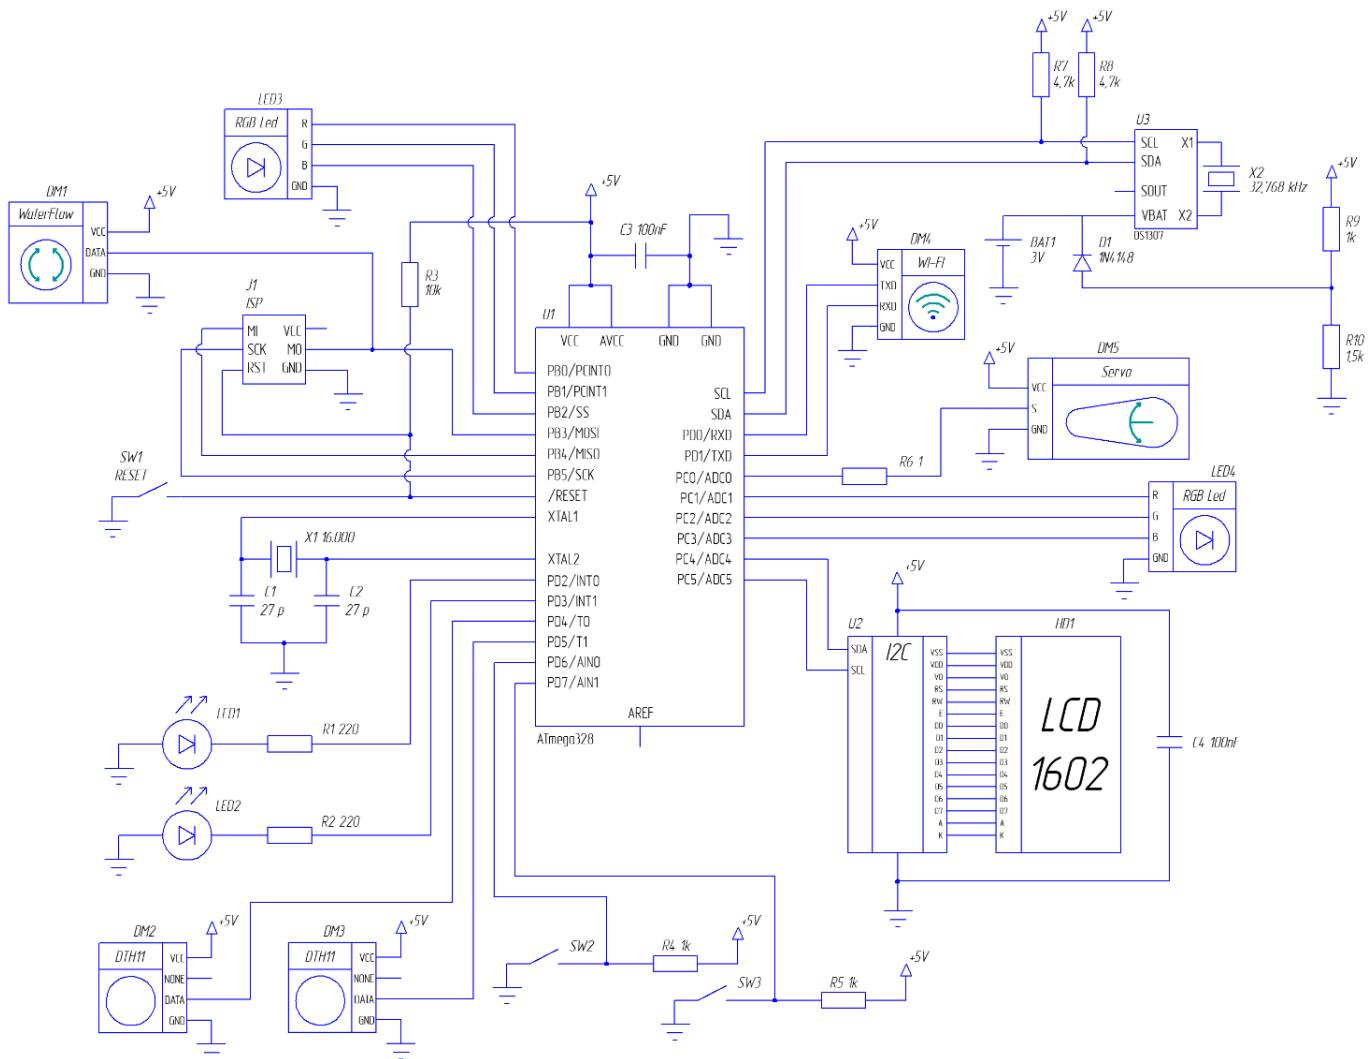 +5V
+5V
R7
4,7k
R8
4,7k
LED3
RGB Led
R
G
B
GND
U3
SCL
SDA
SOUT
VBAT
X1
X2
DS1307
X2
32,768 kHz
+5V
R9
1k
R10
1,5k
BAT1
3V
D1
1N4148
DM1
WaterFlow
VCC
DATA
GND
+5V
+5V
C3 100nF
R3
10k
+5V
DM4
WI-FI
VCC
TXD
RXD
GND
J1
ISP
MI
SCK
RST
VCC
MO
GND
+5V
DM5
Servo
VCC
S
GND
U1
VCC
AVCC
GND
GND
PB0/PCINT0
PB1/PCINT1
PB2/SS
PB3/MOSI
PB4/MISO
PB5/SCK
/RESET
XTAL1
XTAL2
PD2/INT0
PD3/INT1
PD4/T0
PD5/T1
PD6/AIN0
PD7/AIN1
SCL
SDA
PD0/RXD
PD1/TXD
PC0/ADC0
PC1/ADC1
PC2/ADC2
PC3/ADC3
PC4/ADC4
PC5/ADC5
AREF
ATmega328
SW1
RESET
R6 1
LED4
RGB Led
R
G
B
GND
X1 16.000
C1
27 p
C2
27 p
+5V
U2
I2C
SDA
SCL
VSS
VDD
VO
RS
RW
E
D0
D1
D2
D3
D4
D5
D6
D7
A
K
HD1
VSS
VDD
VO
RS
RW
E
D0
D1
D2
D3
D4
D5
D6
D7
A
K
LCD
1602
C4 100nF
LED1
R1 220
LED2
R2 220
DM2
DTH11
VCC
NONE
DATA
GND
+5V
DM3
DTH11
VCC
NONE
DATA
GND
+5V
SW2
R4 1k
+5V
SW3
R5 1k
+5V